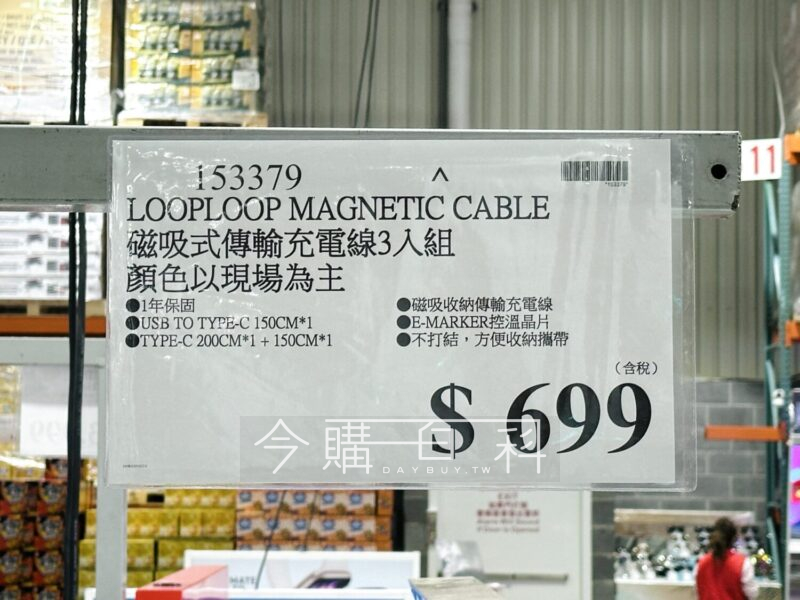 153379
^
*153379*
LOOPLOOP MAGNETIC CABLE
磁吸式傳輸充電線3入組
顏色以現場為主
●1年保固
●USB TO TYPE-C 150CM*1
●TYPE-C 200CM*1 + 150CM*1
●磁吸收納傳輸充電線
●E-MARKER控溫晶片
●不打結，方便收納攜帶
(含稅)
$ 699
今購百科
DAYBUY.TW
11
EXIT